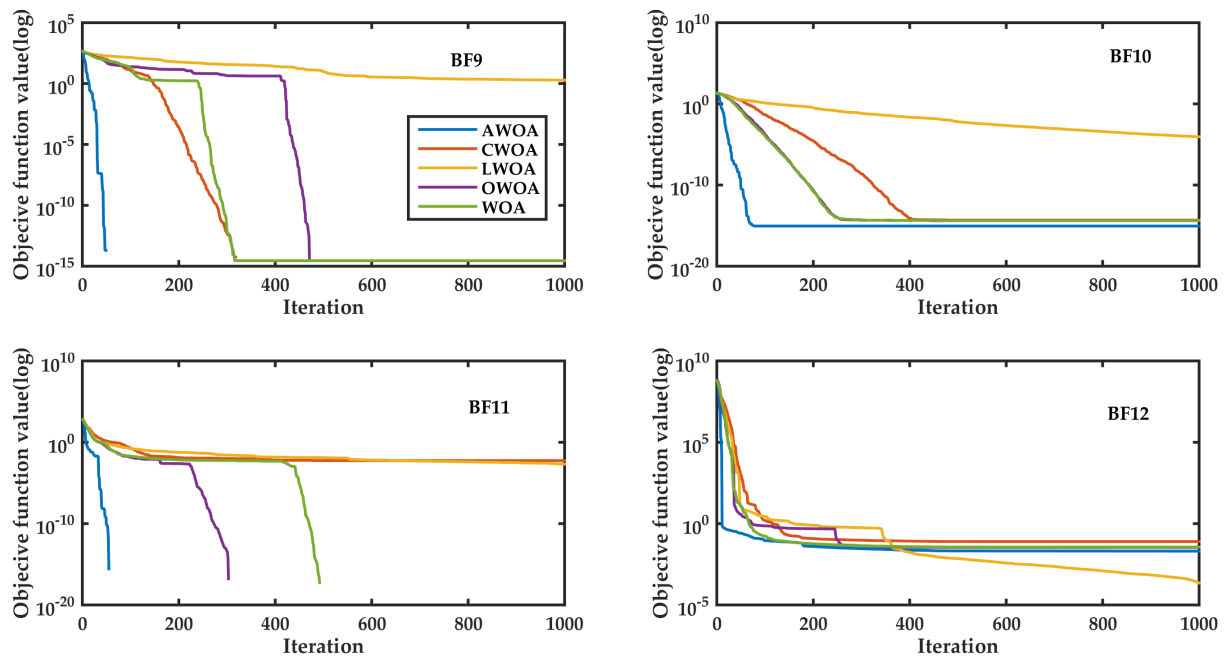 Objecive function value(log)
10^5
10^0
10^-5
10^-10
10^-15
BF9
AWOA
CWOA
LWOA
OWOA
WOA
0 200 400 600 800 1000
Iteration
Objecive function value(log)
10^10
10^0
10^-10
10^-20
BF10
0 200 400 600 800 1000
Iteration
Objecive function value(log)
10^10
10^0
10^-10
10^-20
BF11
0 200 400 600 800 1000
Iteration
Objecive function value(log)
10^10
10^5
10^0
10^-5
BF12
0 200 400 600 800 1000
Iteration